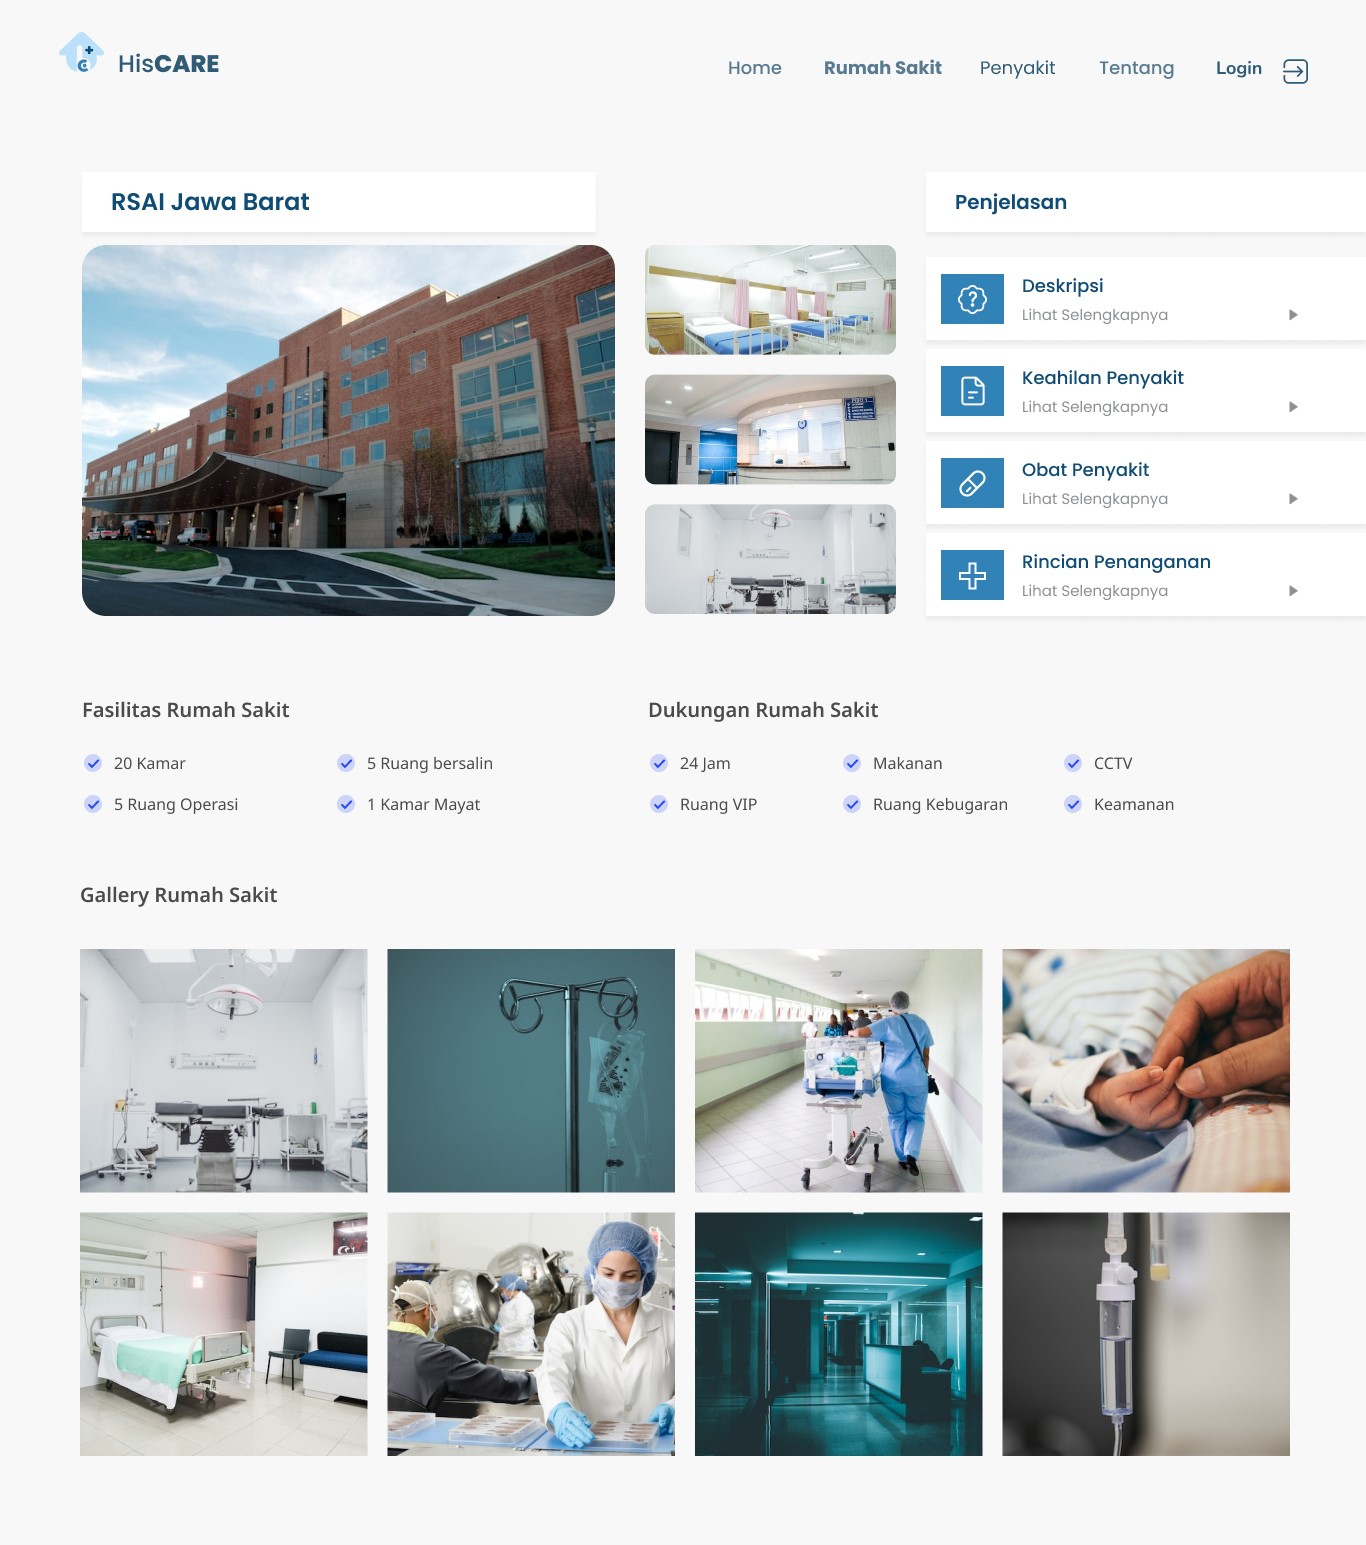 HisCARE
Home Rumah Sakit Penyakit Tentang Login
RSAI Jawa Barat
Penjelasan
Deskripsi
Lihat Selengkapnya
Keahilan Penyakit
Lihat Selengkapnya
Obat Penyakit
Lihat Selengkapnya
Rincian Penanganan
Lihat Selengkapnya
Fasilitas Rumah Sakit
20 Kamar
5 Ruang bersalin
5 Ruang Operasi
1 Kamar Mayat
Dukungan Rumah Sakit
24 Jam
Makanan
CCTV
Ruang VIP
Ruang Kebugaran
Keamanan
Gallery Rumah Sakit